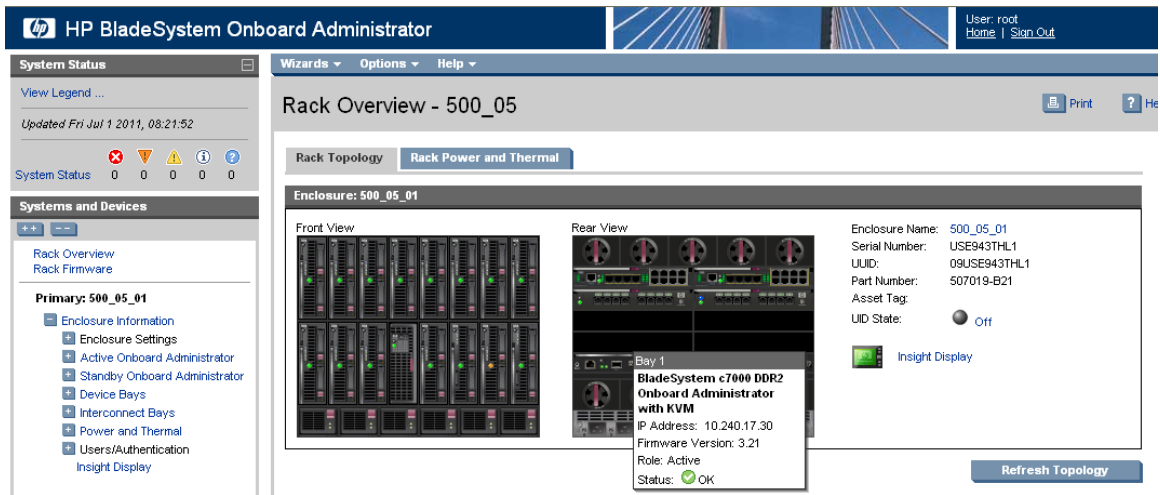 hp HP BladeSystem Onboard Administrator
User: root
Home | Sign Out
System Status
View Legend ...
Updated Fri Jul 1 2011, 08:21:52
System Status 0 0 0 0 0
Systems and Devices
++ --
Rack Overview
Rack Firmware
Primary: 500_05_01
Enclosure Information
Enclosure Settings
Active Onboard Administrator
Standby Onboard Administrator
Device Bays
Interconnect Bays
Power and Thermal
Users/Authentication
Insight Display
Wizards Options Help
Rack Overview - 500_05
Print ? He
Rack Topology Rack Power and Thermal
Enclosure: 500_05_01
Front View
Rear View
Enclosure Name: 500_05_01
Serial Number: USE943THL1
UUID: 09USE943THL1
Part Number: 507019-B21
Asset Tag:
UID State: Off
Insight Display
Bay 1
BladeSystem c7000 DDR2
Onboard Administrator
with KVM
IP Address: 10.240.17.30
Firmware Version: 3.21
Role: Active
Status: OK
Refresh Topology